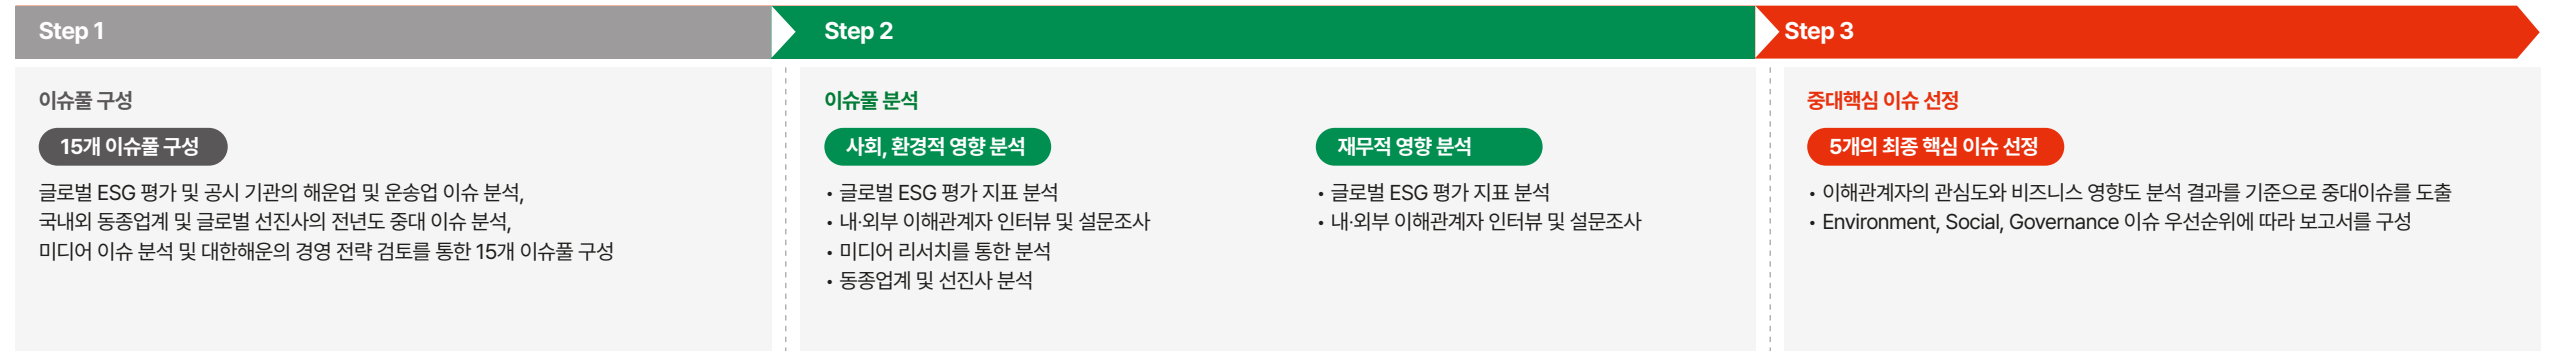 Step 1
이슈풀 구성
15개 이슈풀 구성
글로벌 ESG 평가 및 공시 기관의 해운업 및 운송업 이슈 분석,
국내외 동종업계 및 글로벌 선진사의 전년도 중대 이슈 분석,
미디어 이슈 분석 및 대한해운의 경영 전략 검토를 통한 15개 이슈풀 구성
Step 2
이슈풀 분석
사회, 환경적 영향 분석
• 글로벌 ESG 평가 지표 분석
• 내·외부 이해관계자 인터뷰 및 설문조사
• 미디어 리서치를 통한 분석
• 동종업계 및 선진사 분석
재무적 영향 분석
• 글로벌 ESG 평가 지표 분석
• 내·외부 이해관계자 인터뷰 및 설문조사
Step 3
중대핵심 이슈 선정
5개의 최종 핵심 이슈 선정
• 이해관계자의 관심도와 비즈니스 영향도 분석 결과를 기준으로 중대이슈를 도출
• Environment, Social, Governance 이슈 우선순위에 따라 보고서를 구성